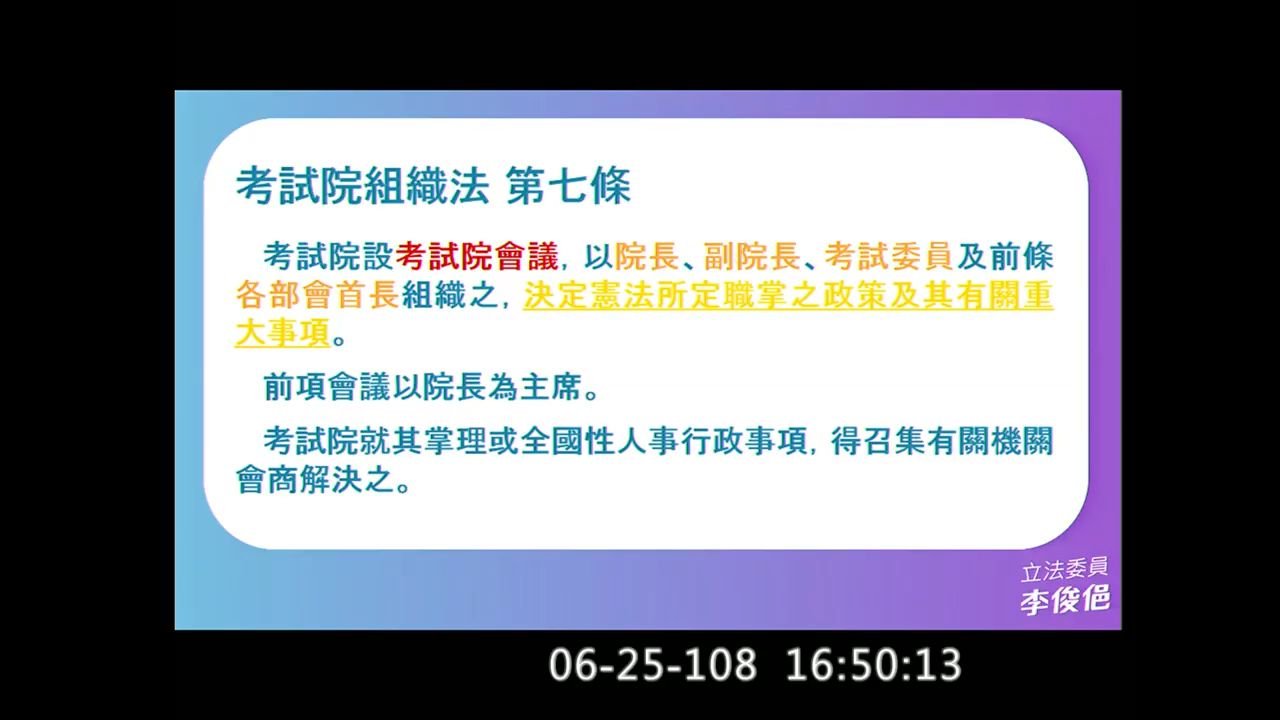 考試院組織法 第七條
考試院設考試院會議，以院長、副院長、考試委員及前條
各部會首長組織之，決定憲法所定職掌之政策及其有關重
大事項。
前項會議以院長為主席。
考試院就其掌理或全國性人事行政事項，得召集有關機關
會商解決之。
立法委員
李俊俋
06-25-108 16:50:13